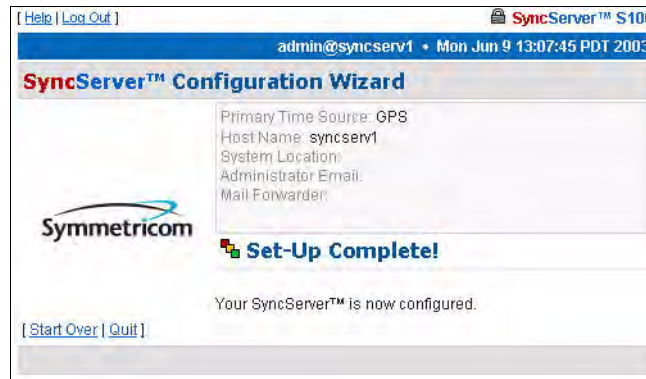 [ Help | Log Out ]
SyncServer™ S10
admin@syncserv1 • Mon Jun 9 13:07:45 PDT 2003
SyncServer™ Configuration Wizard
Primary Time Source: GPS
Host Name: syncserv1
System Location:
Administrator Email:
Mail Forwarder:
Symmetricom
Set-Up Complete!
Your SyncServer™ is now configured.
[ Start Over | Quit ]